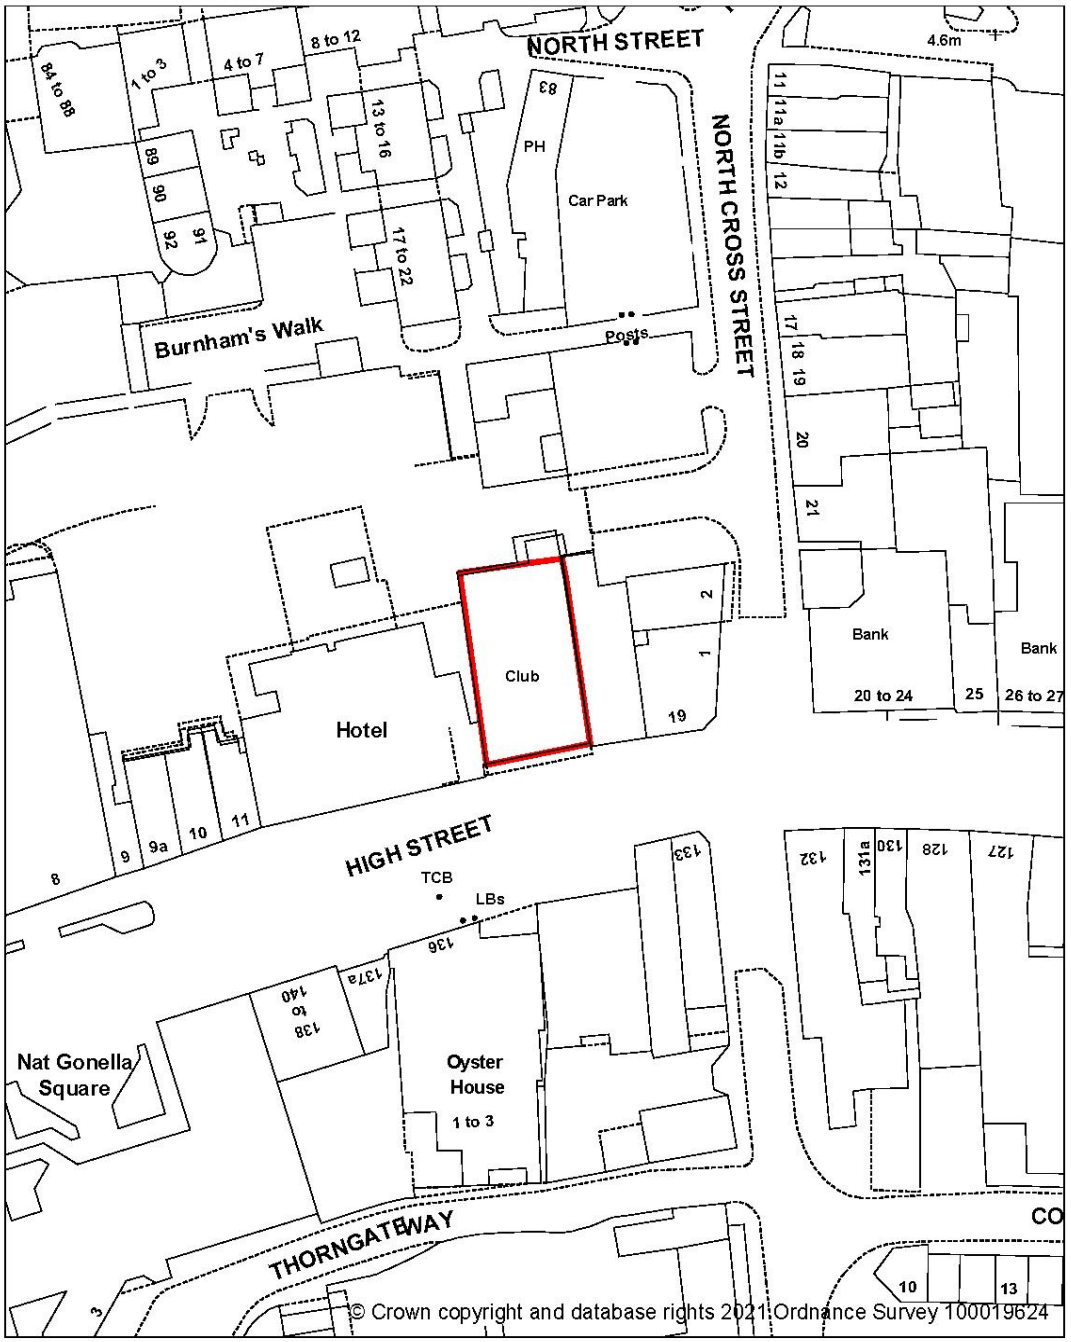 NORTH STREET
4.6m
8 to 12
4 to 7
1 to 3
84 to 88
83
11
11a
11b
12
13 to 16
PH
NORTH CROSS STREET
89
90
91
92
Car Park
17 to 22
Burnham's Walk
Posts
17
18
19
20
21
2
1
19
Club
Bank
Bank
20 to 24
25
26 to 27
Hotel
8
9
9a
10
11
HIGH STREET
TCB
LBs
133
132
131a
130
128
127
136
137a
140
to
138
Nat Gonella
Square
Oyster
House
1 to 3
THORNGATE WAY
CO
3
10
13
© Crown copyright and database rights 2021 Ordnance Survey 100019624